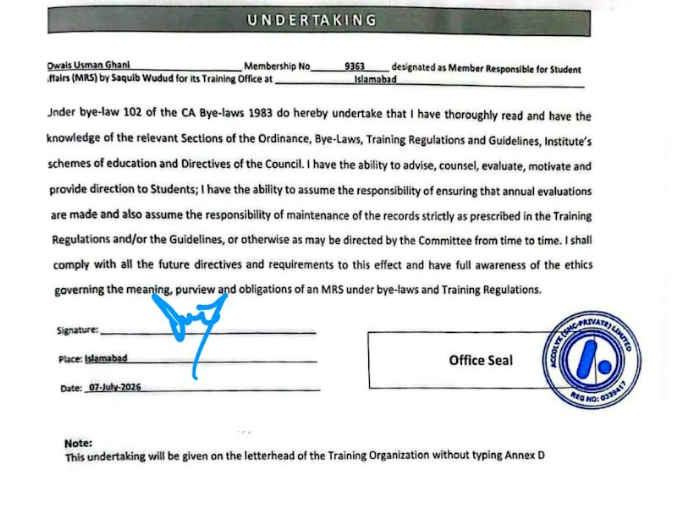 UNDERTAKING
Owais Usman Ghani Membership No 9363 designated as Member Responsible for Student
ffairs (MRS) by Saquib Wudud for its Training Office at Islamabad
Jnder bye-law 102 of the CA Bye-laws 1983 do hereby undertake that I have thoroughly read and have the
knowledge of the relevant Sections of the Ordinance, Bye-Laws, Training Regulations and Guidelines, Institute's
schemes of education and Directives of the Council. I have the ability to advise, counsel, evaluate, motivate and
provide direction to Students; I have the ability to assume the responsibility of ensuring that annual evaluations
are made and also assume the responsibility of maintenance of the records strictly as prescribed in the Training
Regulations and/or the Guidelines, or otherwise as may be directed by the Committee from time to time. I shall
comply with all the future directives and requirements to this effect and have full awareness of the ethics
governing the meaning, purview and obligations of an MRS under bye-laws and Training Regulations.
Signature:
Place: Islamabad
Date: 07-July-2026
Office Seal
ACCOLYK (SMC-PRIVATE) LIMITED
REG NO: 0339417
Note:
This undertaking will be given on the letterhead of the Training Organization without typing Annex D